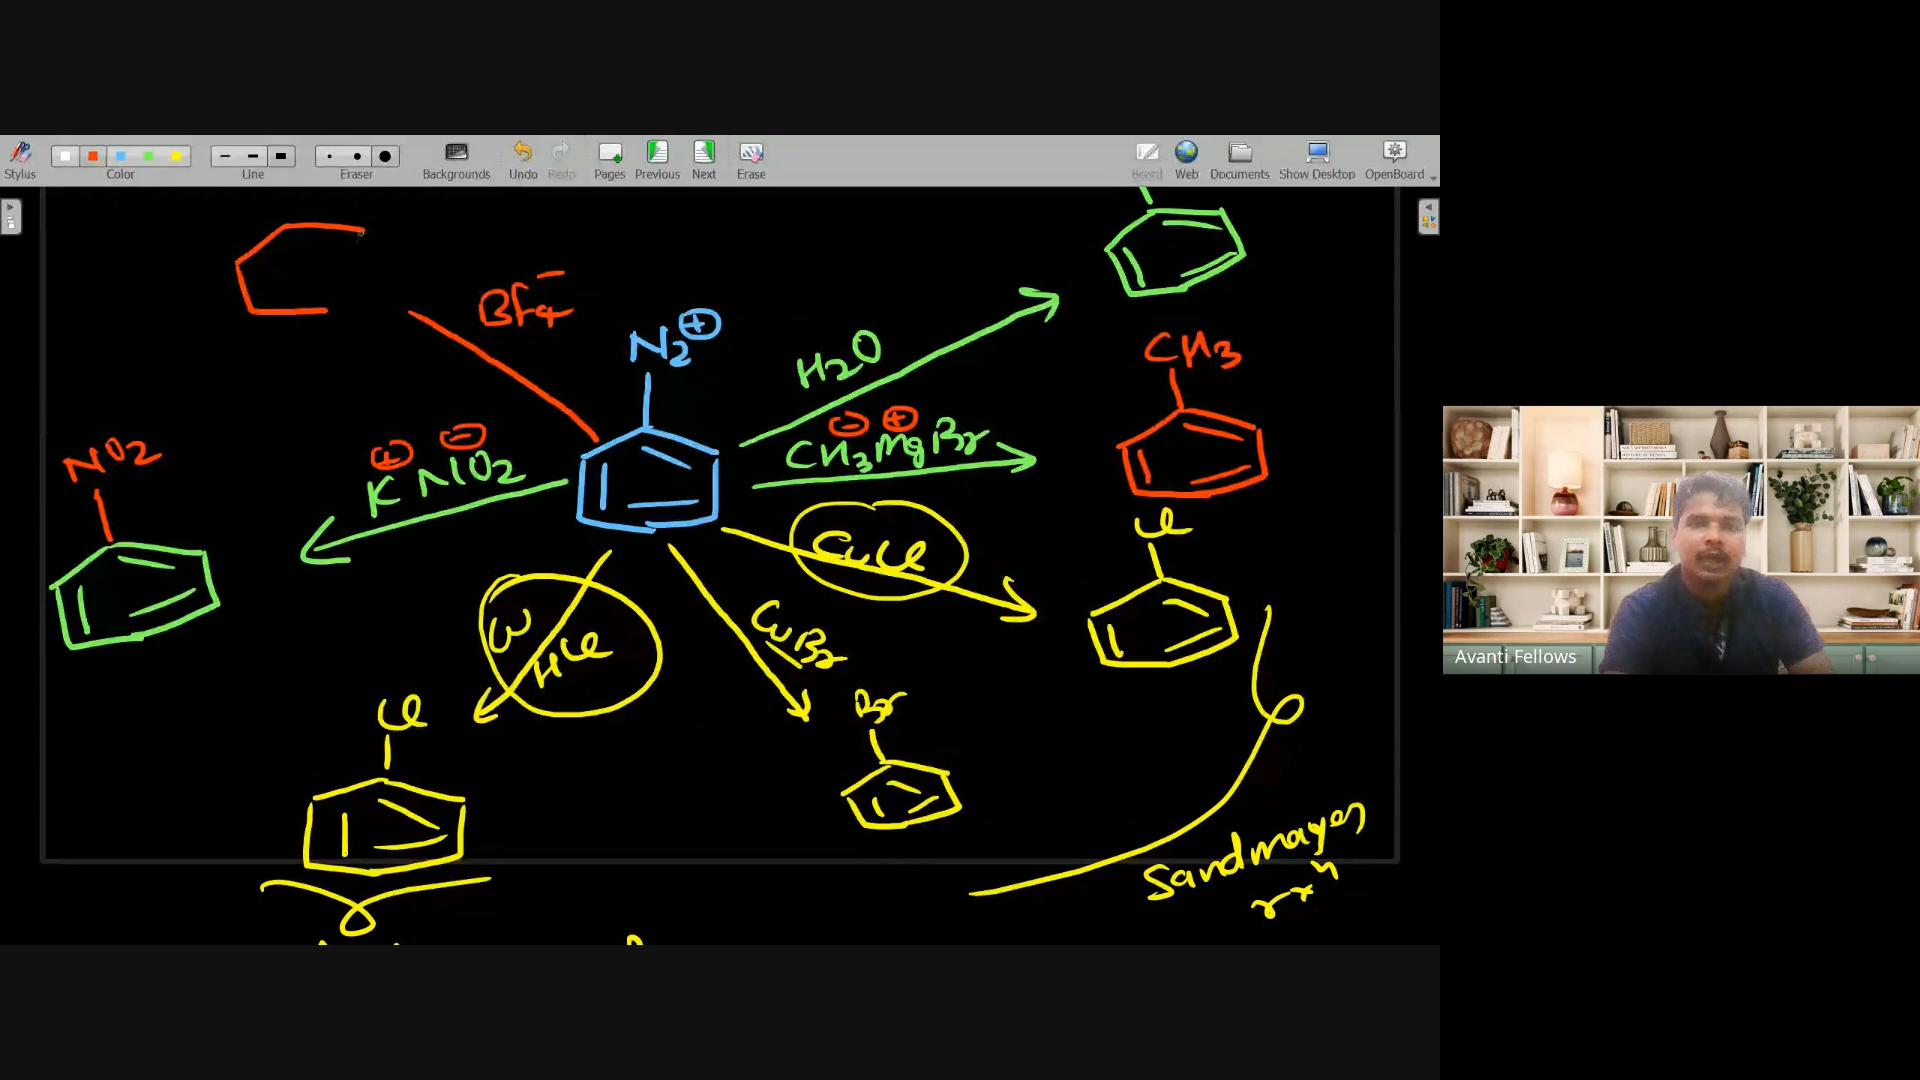 Stylus
Color
Line
Eraser
Backgrounds
Undo
Redo
Pages
Previous
Next
Erase
Board
Web
Documents
Show Desktop
OpenBoard
BF4⁻
N2⊕
H2O
CH3
⊖ ⊕
CH3MgBr
NO2
⊕ ⊖
K NO2
Cl
CuCl
Cu
HCl
CuBr
Cl
Br
Sandmayer
rxn
Avanti Fellows